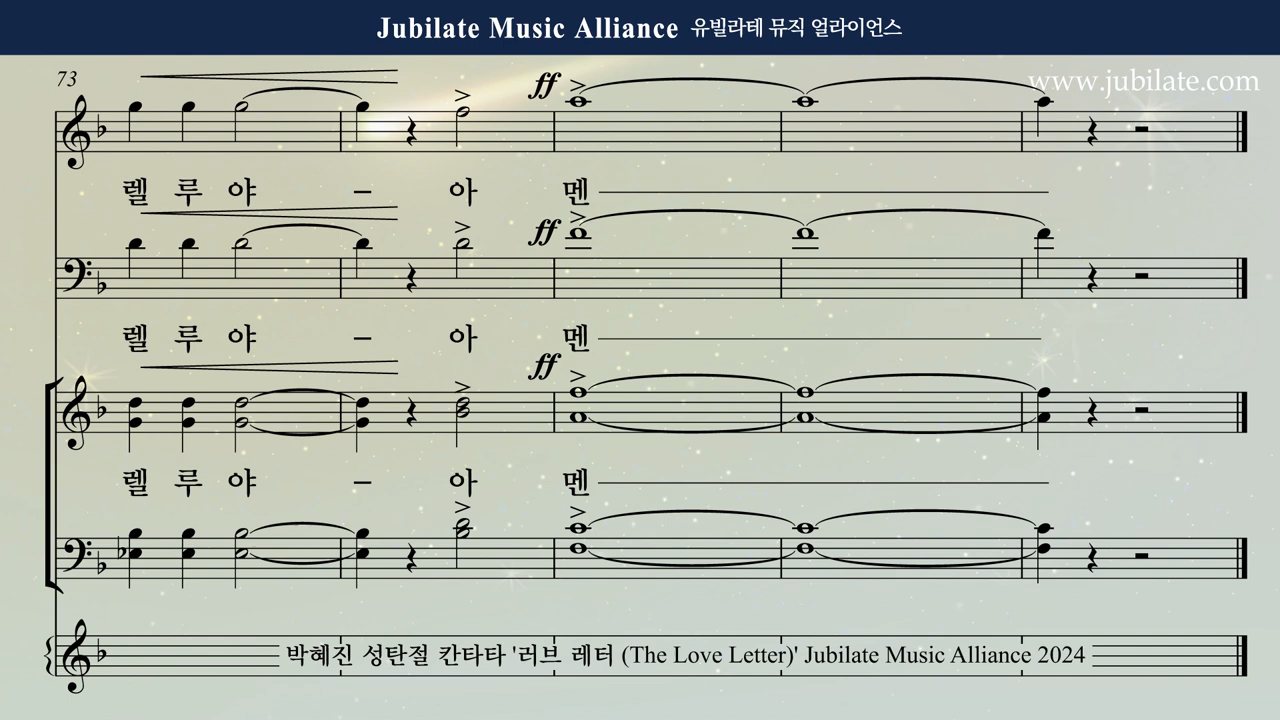 Jubilate Music Alliance 유빌라테 뮤직 얼라이언스
www.jubilate.com
73
ff
렐 루 야 – 아 멘
ff
렐 루 야 – 아 멘
ff
렐 루 야 – 아 멘
박혜진 성탄절 칸타타 '러브 레터 (The Love Letter)' Jubilate Music Alliance 2024